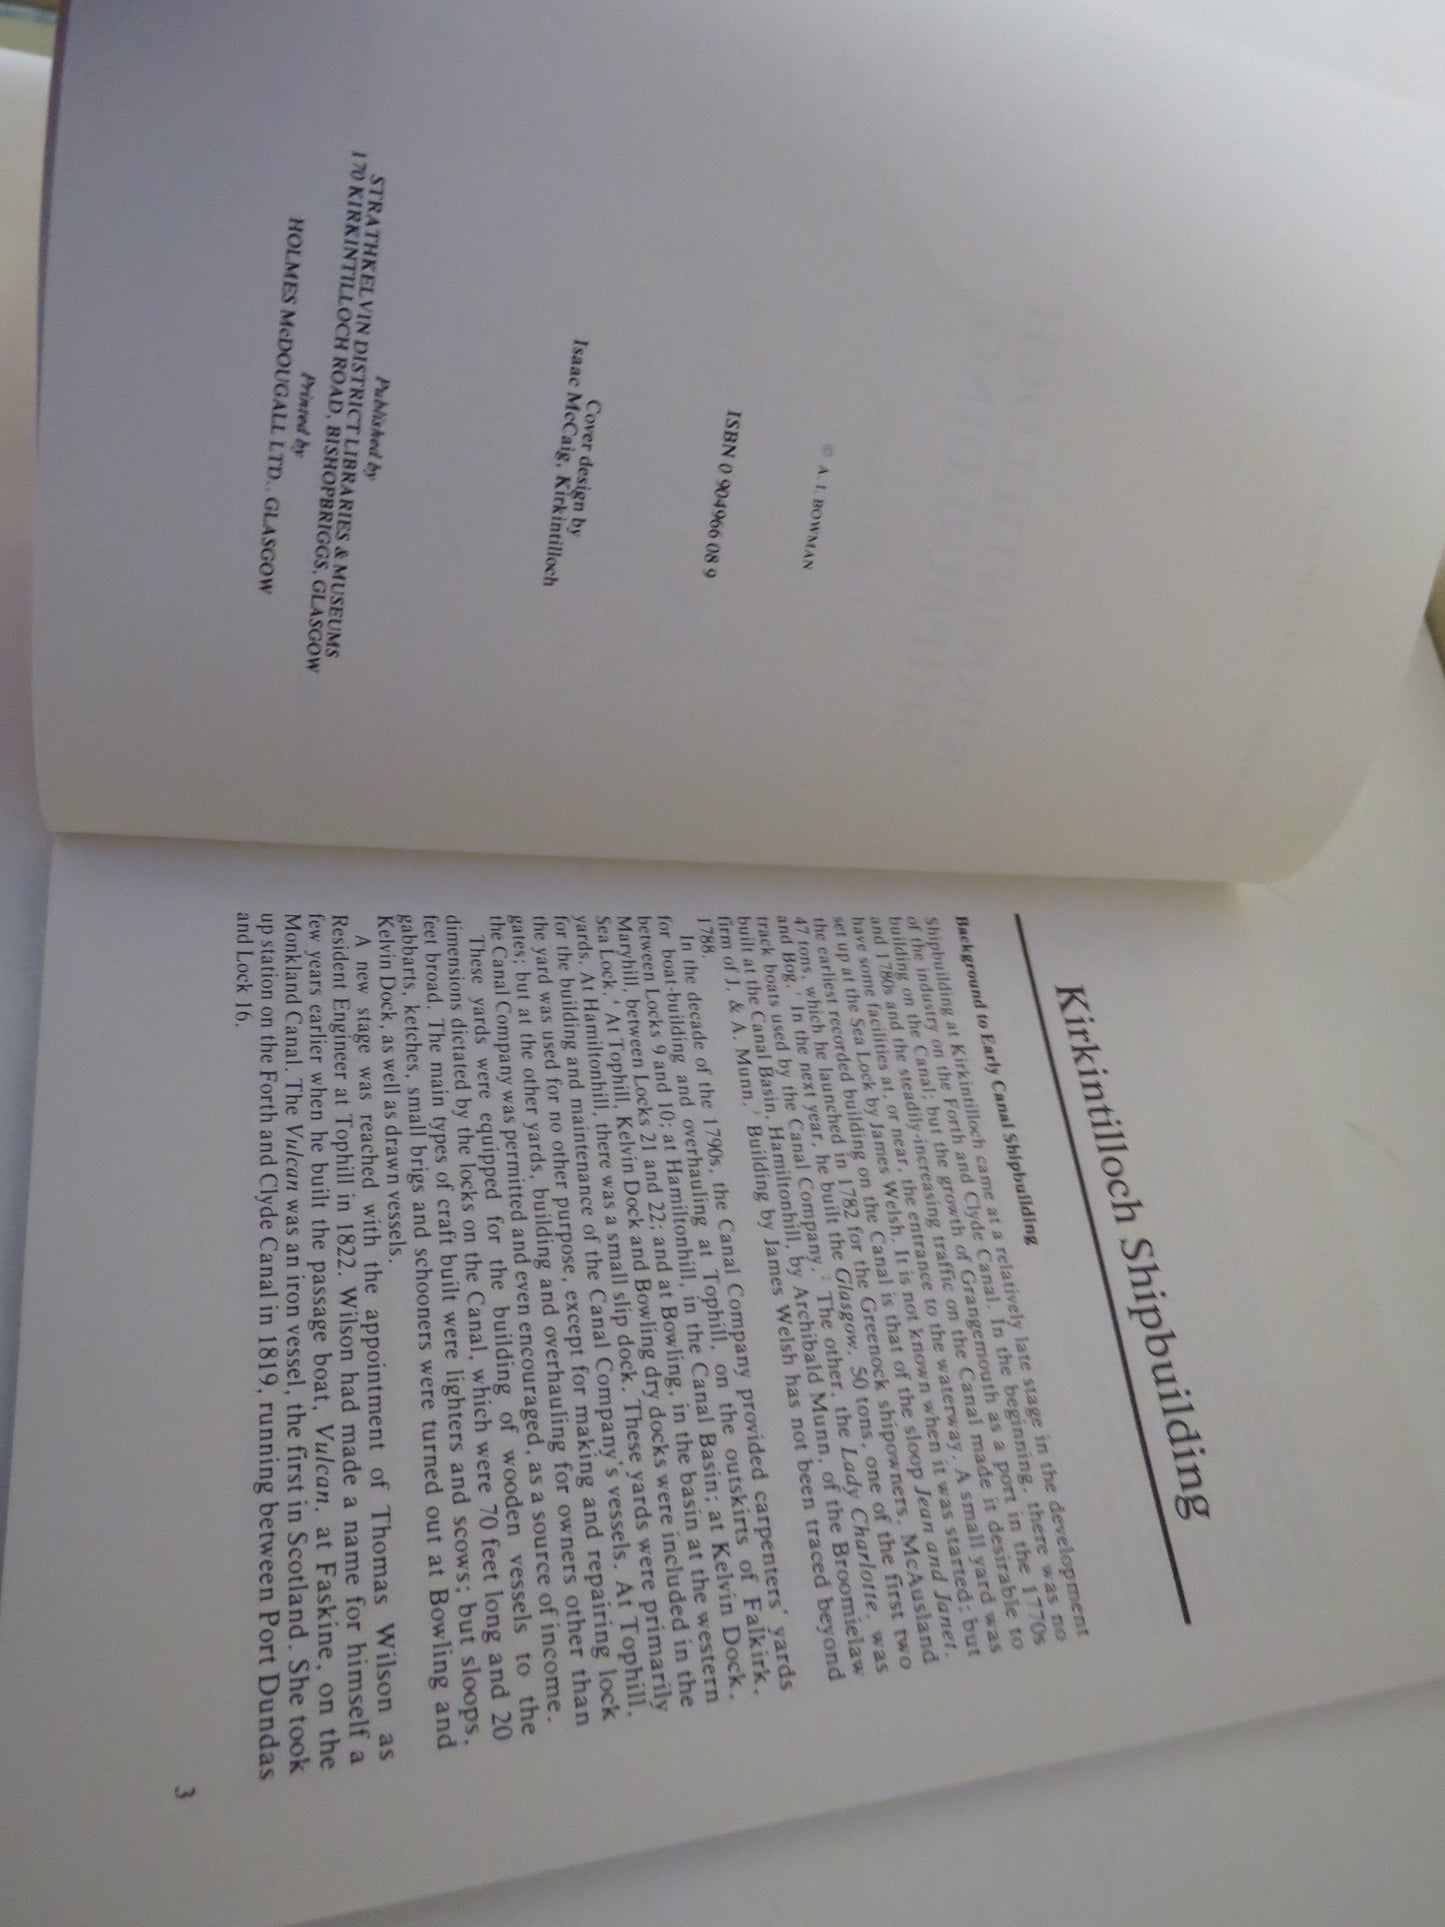 © A. I. BOWMAN
ISBN 0 904966 08 9
Cover design by
Isaac McCaig, Kirkintilloch
Published by
STRATHKELVIN DISTRICT LIBRARIES & MUSEUMS
170 KIRKINTILLOCH ROAD, BISHOPBRIGGS, GLASGOW
Printed by
HOLMES McDOUGALL LTD., GLASGOW
Kirkintilloch Shipbuilding
Background to Early Canal Shipbuilding
Shipbuilding at Kirkintilloch came at a relatively late stage in the development
of the industry on the Forth and Clyde Canal. In the beginning, there was no
building on the Canal; but the growth of Grangemouth as a port in the 1770s
and 1780s and the steadily-increasing traffic on the Canal made it desirable to
have some facilities at, or near, the entrance to the waterway. A small yard was
set up at the Sea Lock by James Welsh. It is not known when it was started; but
the earliest recorded building on the Canal is that of the sloop Jean and Janet,
47 tons, which he launched in 1782 for the Greenock shipowners, McAusland
and Bog.¹ In the next year, he built the Glasgow, 50 tons, one of the first two
track boats used by the Canal Company.² The other, the Lady Charlotte, was
built at the Canal Basin, Hamiltonhill, by Archibald Munn, of the Broomielaw
firm of J. & A. Munn.³ Building by James Welsh has not been traced beyond
1788.
In the decade of the 1790s, the Canal Company provided carpenters' yards
for boat-building and overhauling at Tophill, on the outskirts of Falkirk,
between Locks 9 and 10; at Hamiltonhill, in the Canal Basin; at Kelvin Dock,
Maryhill, between Locks 21 and 22; and at Bowling, in the basin at the western
Sea Lock.⁴ At Tophill, Kelvin Dock and Bowling dry docks were included in the
yards. At Hamiltonhill, there was a small slip dock. These yards were primarily
for the building and maintenance of the Canal Company's vessels. At Tophill,
the yard was used for no other purpose, except for making and repairing lock
gates; but at the other yards, building and overhauling for owners other than
the Canal Company was permitted and even encouraged, as a source of income.
These yards were equipped for the building of wooden vessels to the
dimensions dictated by the locks on the Canal, which were 70 feet long and 20
feet broad. The main types of craft built were lighters and scows; but sloops,
gabbarts, ketches, small brigs and schooners were turned out at Bowling and
Kelvin Dock, as well as drawn vessels.
A new stage was reached with the appointment of Thomas Wilson as
Resident Engineer at Tophill in 1822. Wilson had made a name for himself a
few years earlier when he built the passage boat, Vulcan, at Faskine, on the
Monkland Canal. The Vulcan was an iron vessel, the first in Scotland. She took
up station on the Forth and Clyde Canal in 1819, running between Port Dundas
and Lock 16.
3